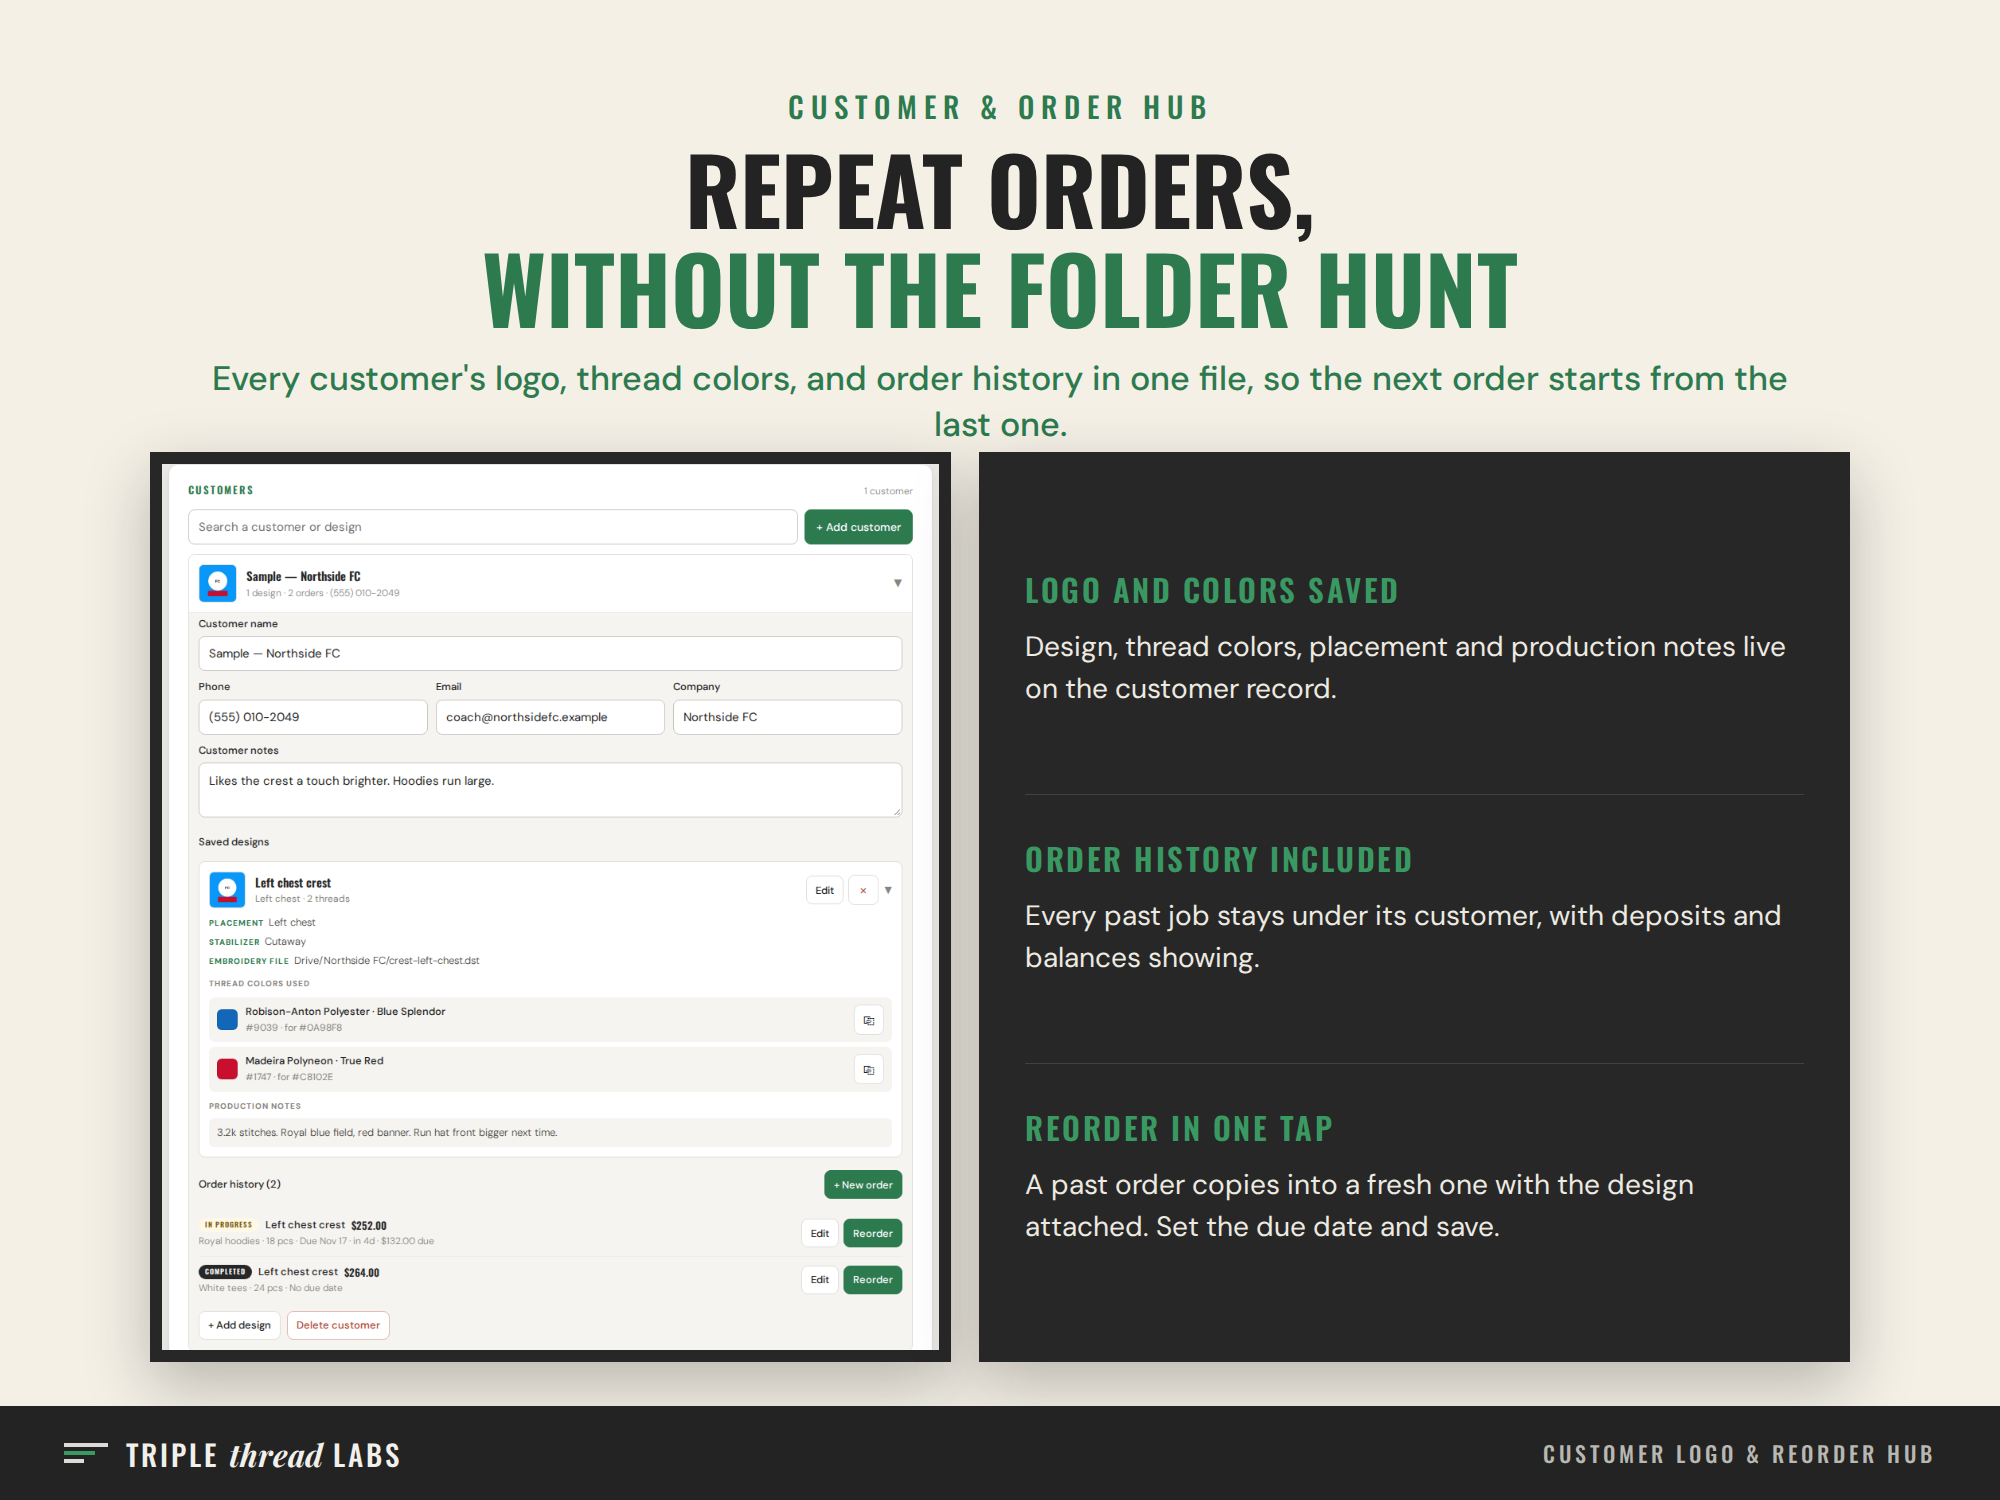 CUSTOMER & ORDER HUB
REPEAT ORDERS,
WITHOUT THE FOLDER HUNT
Every customer's logo, thread colors, and order history in one file, so the next order starts from the
last one.
CUSTOMERS
1 customer
Search a customer or design
+ Add customer
FC
Sample — Northside FC
1 design · 2 orders · (555) 010-2049
▼
Customer name
Sample — Northside FC
Phone
Email
Company
(555) 010-2049
coach@northsidefc.example
Northside FC
Customer notes
Likes the crest a touch brighter. Hoodies run large.
Saved designs
FC
Left chest crest
Left chest · 2 threads
Edit
×
▼
PLACEMENT Left chest
STABILIZER Cutaway
EMBROIDERY FILE Drive/Northside FC/crest-left-chest.dst
THREAD COLORS USED
Robison-Anton Polyester · Blue Splendor
#9039 · for #0A98F8
Madeira Polyneon · True Red
#1747 · for #C8102E
PRODUCTION NOTES
3.2k stitches. Royal blue field, red banner. Run hat front bigger next time.
Order history (2)
+ New order
IN PROGRESS Left chest crest $252.00
Royal hoodies · 18 pcs · Due Nov 17 · in 4d · $132.00 due
Edit
Reorder
COMPLETED Left chest crest $264.00
White tees · 24 pcs · No due date
Edit
Reorder
+ Add design
Delete customer
LOGO AND COLORS SAVED
Design, thread colors, placement and production notes live
on the customer record.
ORDER HISTORY INCLUDED
Every past job stays under its customer, with deposits and
balances showing.
REORDER IN ONE TAP
A past order copies into a fresh one with the design
attached. Set the due date and save.
TRIPLE thread LABS
CUSTOMER LOGO & REORDER HUB